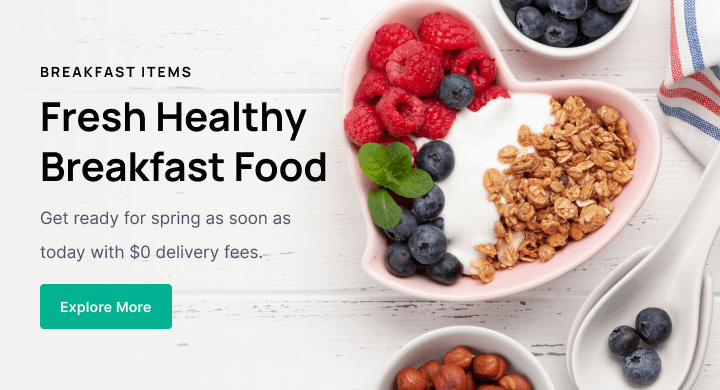 BREAKFAST ITEMS
Fresh Healthy
Breakfast Food
Get ready for spring as soon as
today with $0 delivery fees.
Explore More